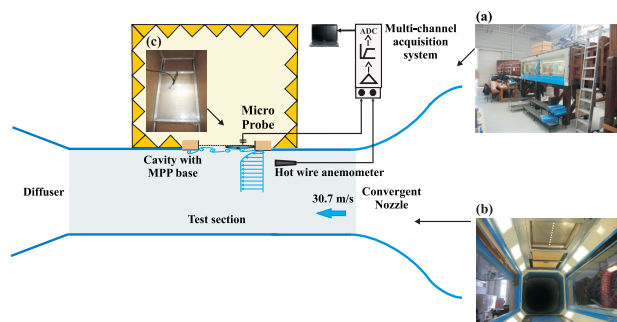 (c)
ADC
Multi-channel
acquisition
system
(a)
Micro
Probe
Cavity with
MPP base
Hot wire anemometer
Diffuser
30.7 m/s
Convergent
Nozzle
Test section
(b)